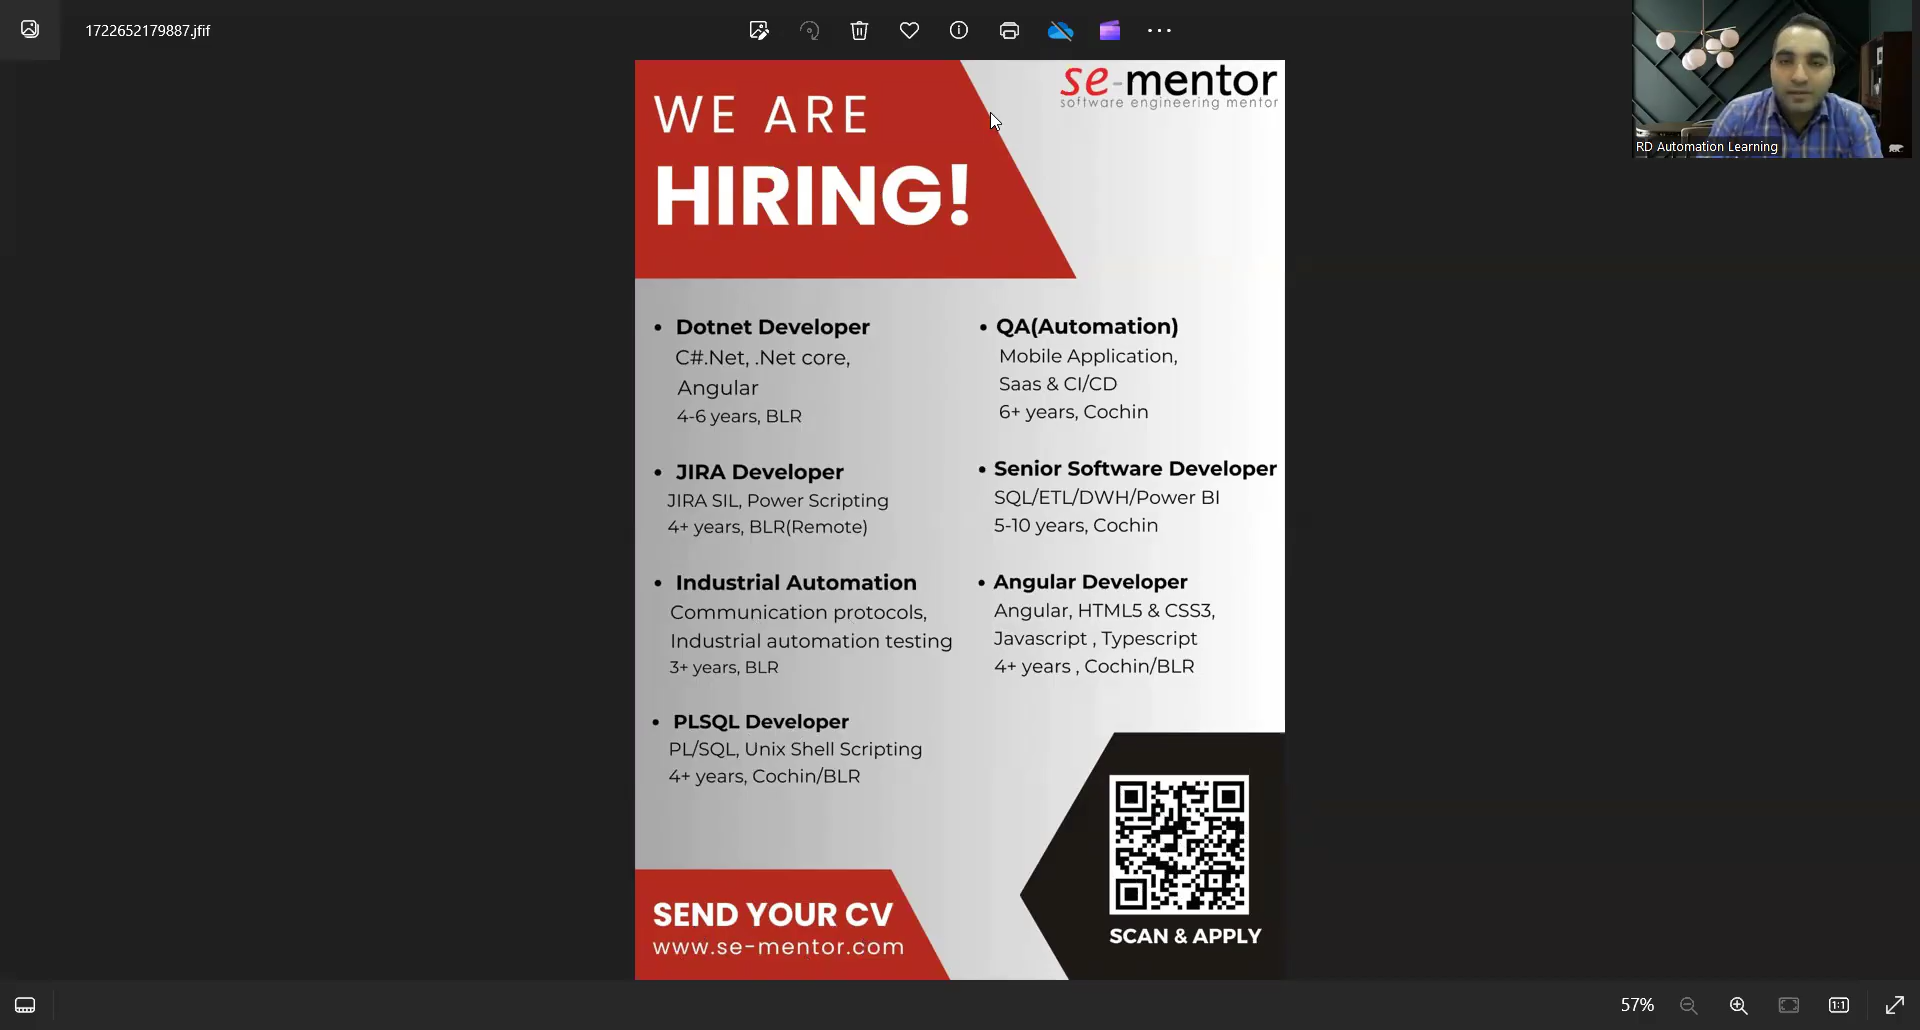 1722652179887.jfif
se-mentor
software engineering mentor
WE ARE
HIRING!
RD Automation Learning
• Dotnet Developer
C#.Net, .Net core,
Angular
4-6 years, BLR
• JIRA Developer
JIRA SIL, Power Scripting
4+ years, BLR(Remote)
• Industrial Automation
Communication protocols,
Industrial automation testing
3+ years, BLR
• PLSQL Developer
PL/SQL, Unix Shell Scripting
4+ years, Cochin/BLR
• QA(Automation)
Mobile Application,
Saas & CI/CD
6+ years, Cochin
• Senior Software Developer
SQL/ETL/DWH/Power BI
5-10 years, Cochin
• Angular Developer
Angular, HTML5 & CSS3,
Javascript , Typescript
4+ years , Cochin/BLR
SEND YOUR CV
www.se-mentor.com
SCAN & APPLY
57%
1:1